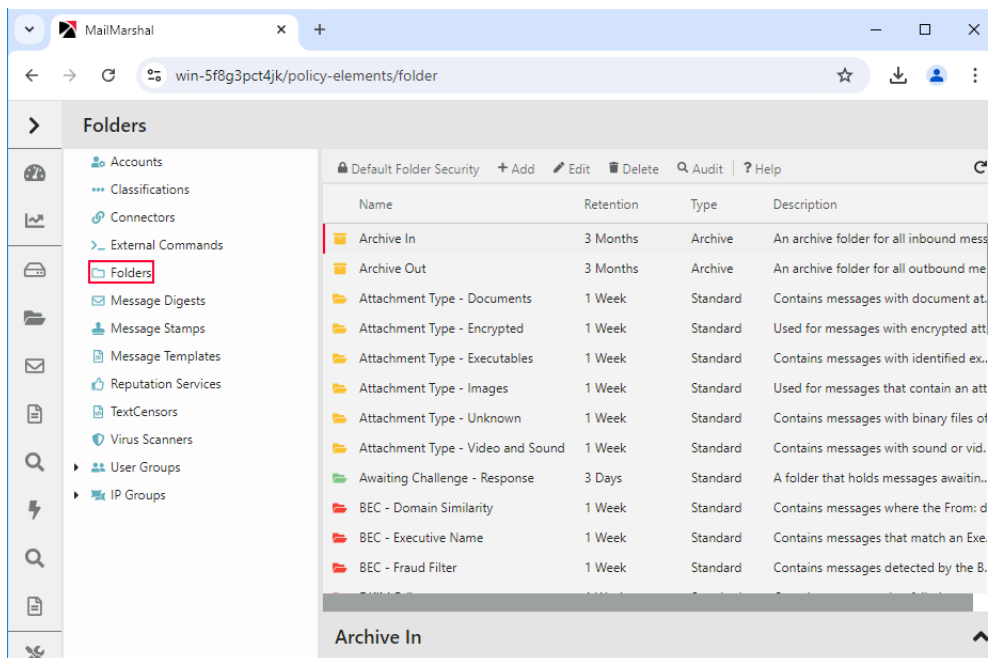 MailMarshal
win-5f8g3pct4jk/policy-elements/folder
Folders
Accounts
Classifications
Connectors
External Commands
Folders
Message Digests
Message Stamps
Message Templates
Reputation Services
TextCensors
Virus Scanners
User Groups
IP Groups
Default Folder Security + Add Edit Delete Audit ? Help
Name Retention Type Description
Archive In 3 Months Archive An archive folder for all inbound mess
Archive Out 3 Months Archive An archive folder for all outbound me
Attachment Type - Documents 1 Week Standard Contains messages with document at..
Attachment Type - Encrypted 1 Week Standard Used for messages with encrypted att
Attachment Type - Executables 1 Week Standard Contains messages with identified ex..
Attachment Type - Images 1 Week Standard Used for messages that contain an att
Attachment Type - Unknown 1 Week Standard Contains messages with binary files of
Attachment Type - Video and Sound 1 Week Standard Contains messages with sound or vid.
Awaiting Challenge - Response 3 Days Standard A folder that holds messages awaitin..
BEC - Domain Similarity 1 Week Standard Contains messages where the From: d
BEC - Executive Name 1 Week Standard Contains messages that match an Exe.
BEC - Fraud Filter 1 Week Standard Contains messages detected by the B.
Archive In